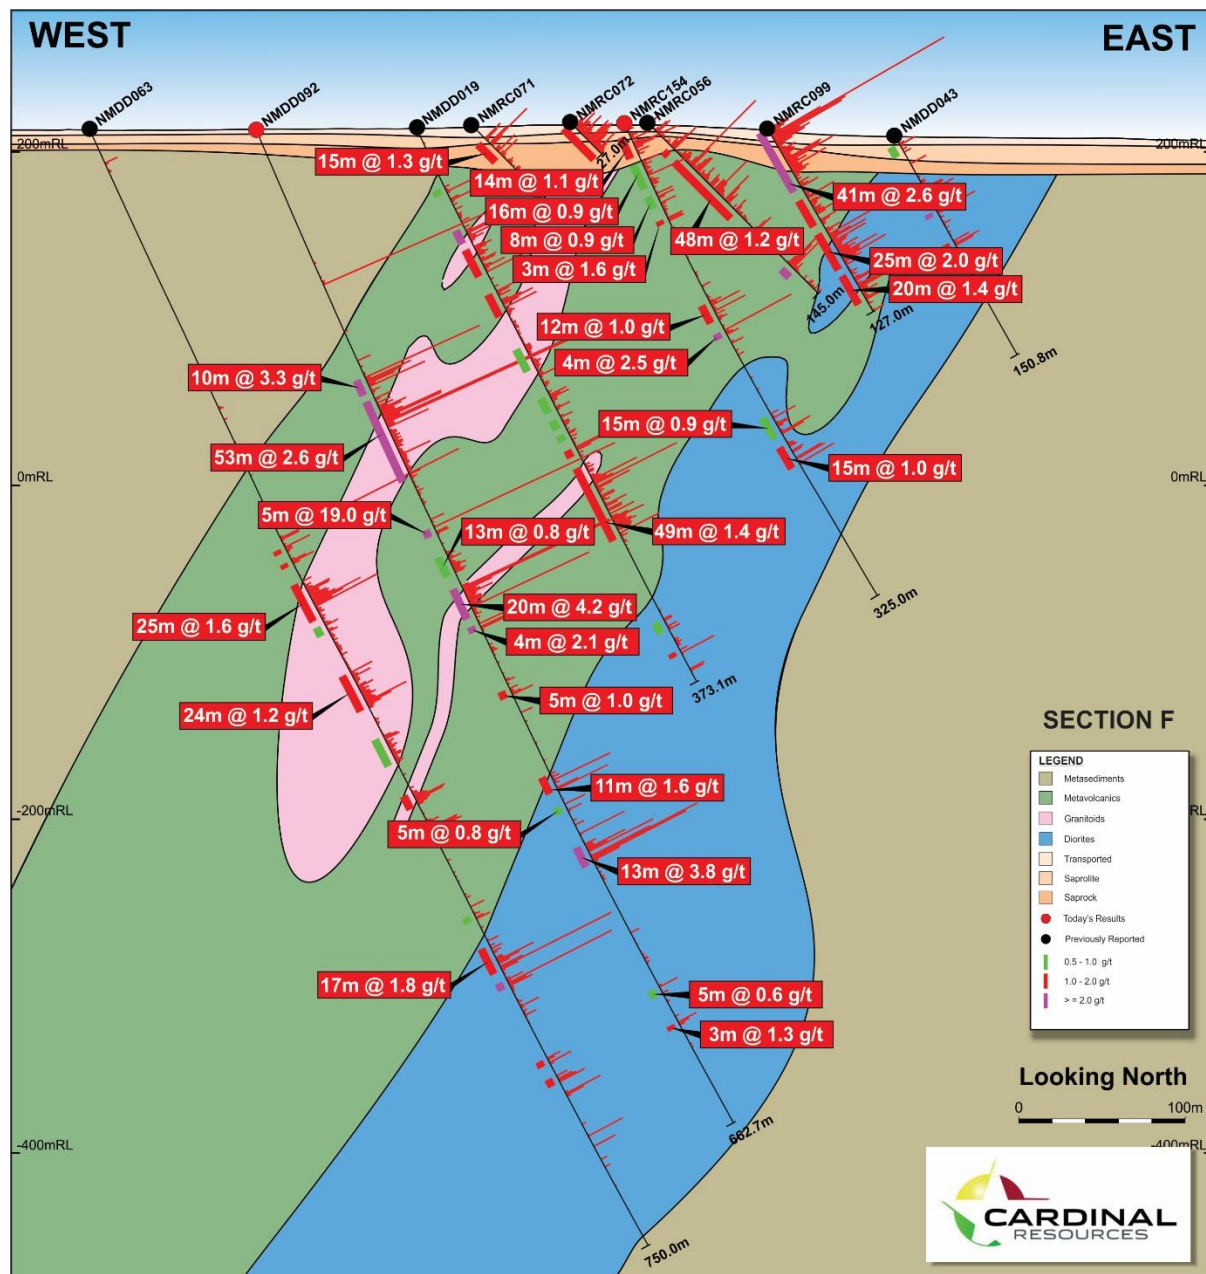 WEST
EAST
NMDD063
NMDD092
NMDD019
NMRC071
NMRC072
NMRC154
NMRC056
NMRC099
NMDD043
200mRL
200mRL
15m @ 1.3 g/t
27.0m
14m @ 1.1 g/t
16m @ 0.9 g/t
8m @ 0.9 g/t
3m @ 1.6 g/t
48m @ 1.2 g/t
41m @ 2.6 g/t
25m @ 2.0 g/t
20m @ 1.4 g/t
145.0m
127.0m
150.8m
12m @ 1.0 g/t
4m @ 2.5 g/t
10m @ 3.3 g/t
15m @ 0.9 g/t
53m @ 2.6 g/t
15m @ 1.0 g/t
0mRL
0mRL
5m @ 19.0 g/t
13m @ 0.8 g/t
49m @ 1.4 g/t
325.0m
20m @ 4.2 g/t
25m @ 1.6 g/t
4m @ 2.1 g/t
373.1m
5m @ 1.0 g/t
24m @ 1.2 g/t
SECTION F
LEGEND
Metasediments
Metavolcanics
Granitoids
Diorites
Transported
Saprolite
Saprock
Today's Results
Previously Reported
0.5 - 1.0 g/t
1.0 - 2.0 g/t
> = 2.0 g/t
11m @ 1.6 g/t
-200mRL
5m @ 0.8 g/t
13m @ 3.8 g/t
17m @ 1.8 g/t
5m @ 0.6 g/t
3m @ 1.3 g/t
Looking North
0 100m
662.7m
-400mRL
-400mRL
750.0m
CARDINAL
RESOURCES